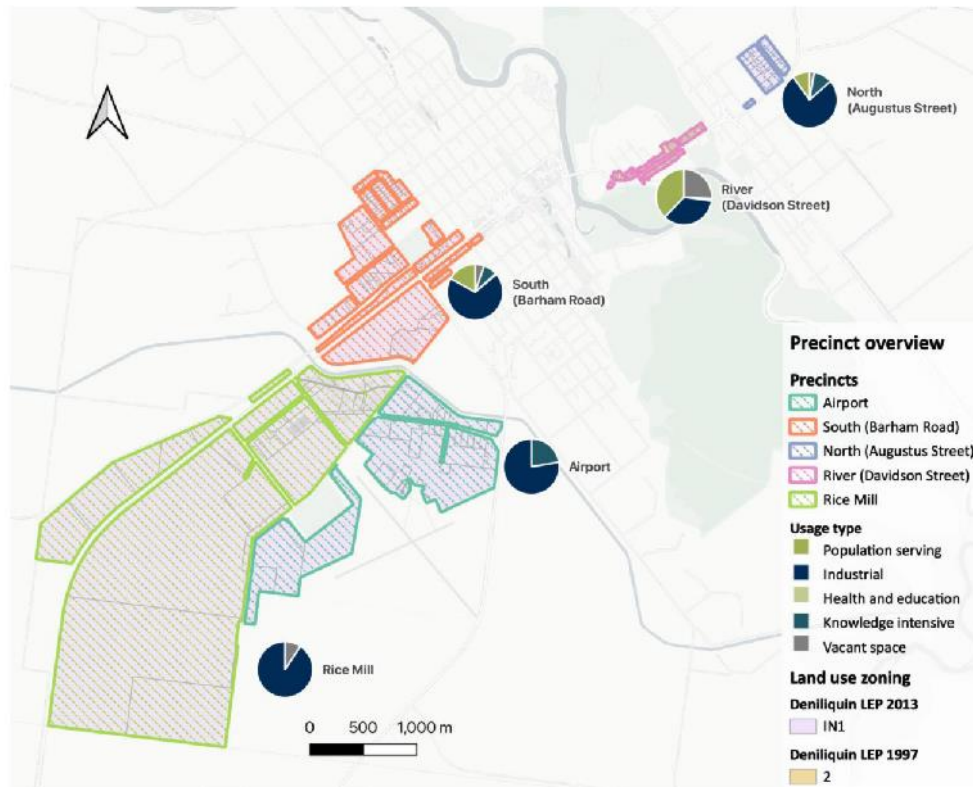 North
(Augustus Street)
River
(Davidson Street)
South
(Barham Road)
Airport
Rice Mill
0 500 1,000 m
Precinct overview
Precincts
Airport
South (Barham Road)
North (Augustus Street)
River (Davidson Street)
Rice Mill
Usage type
Population serving
Industrial
Health and education
Knowledge intensive
Vacant space
Land use zoning
Deniliquin LEP 2013
IN1
Deniliquin LEP 1997
2